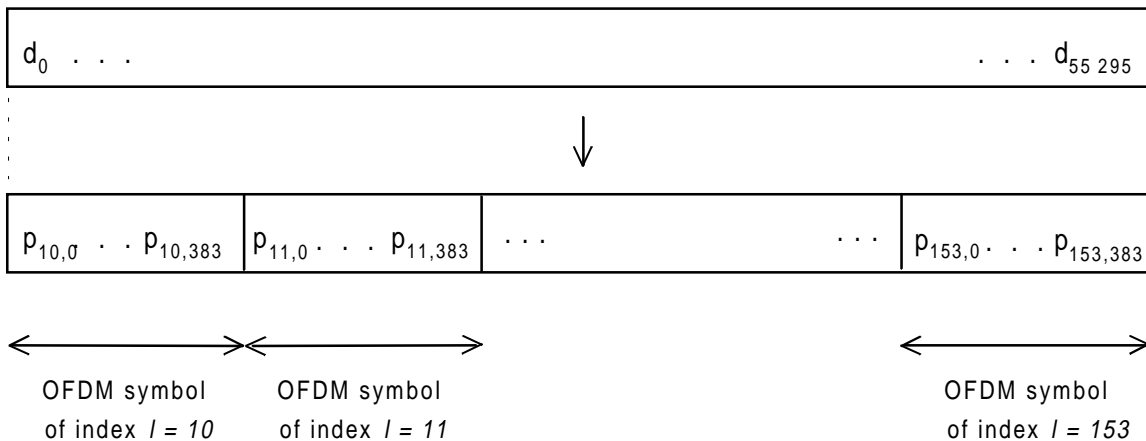 d0 . . . . . . d55 295
p10,0 . . p10,383 p11,0 . . . p11,383 . . . . . . p153,0 . . . p153,383
OFDM symbol OFDM symbol OFDM symbol
of index l = 10 of index l = 11 of index l = 153